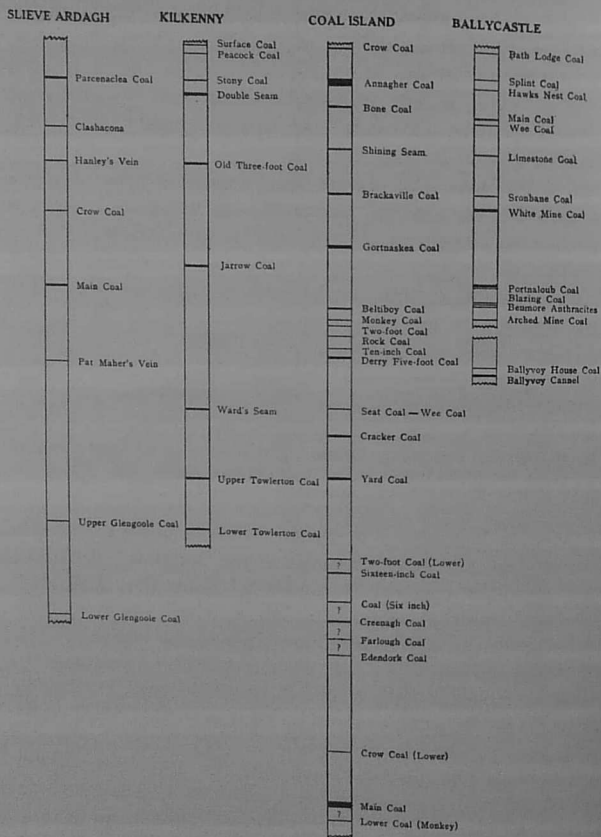 SLIEVE ARDAGH
Parcenaclea Coal
Clashacona
Hanley's Vein
Crow Coal
Main Coal
Pat Maher's Vein
Upper Glengoole Coal
Lower Glengoole Coal
KILKENNY
Surface Coal
Peacock Coal
Stony Coal
Double Seam
Old Three-foot Coal
Jarrow Coal
Ward's Seam
Upper Towlerton Coal
Lower Towlerton Coal
COAL ISLAND
Crow Coal
Annagher Coal
Bone Coal
Shining Seam
Brackaville Coal
Gortnaskea Coal
Beltiboy Coal
Monkey Coal
Two-foot Coal
Rock Coal
Ten-inch Coal
Derry Five-foot Coal
Seat Coal — Wee Coal
Cracker Coal
Yard Coal
? Two-foot Coal (Lower)
Sixteen-inch Coal
? Coal (Six inch)
Creenagh Coal
?
? Farlough Coal
Edendork Coal
Crow Coal (Lower)
Main Coal
? Lower Coal (Monkey)
BALLYCASTLE
Bath Lodge Coal
Splint Coal
Hawks Nest Coal
Main Coal
Wee Coal
Limestone Coal
Sronbane Coal
White Mine Coal
Portnaloub Coal
Blazing Coal
Benmore Anthracites
Arched Mine Coal
Ballyvoy House Coal
Ballyvoy Cannel